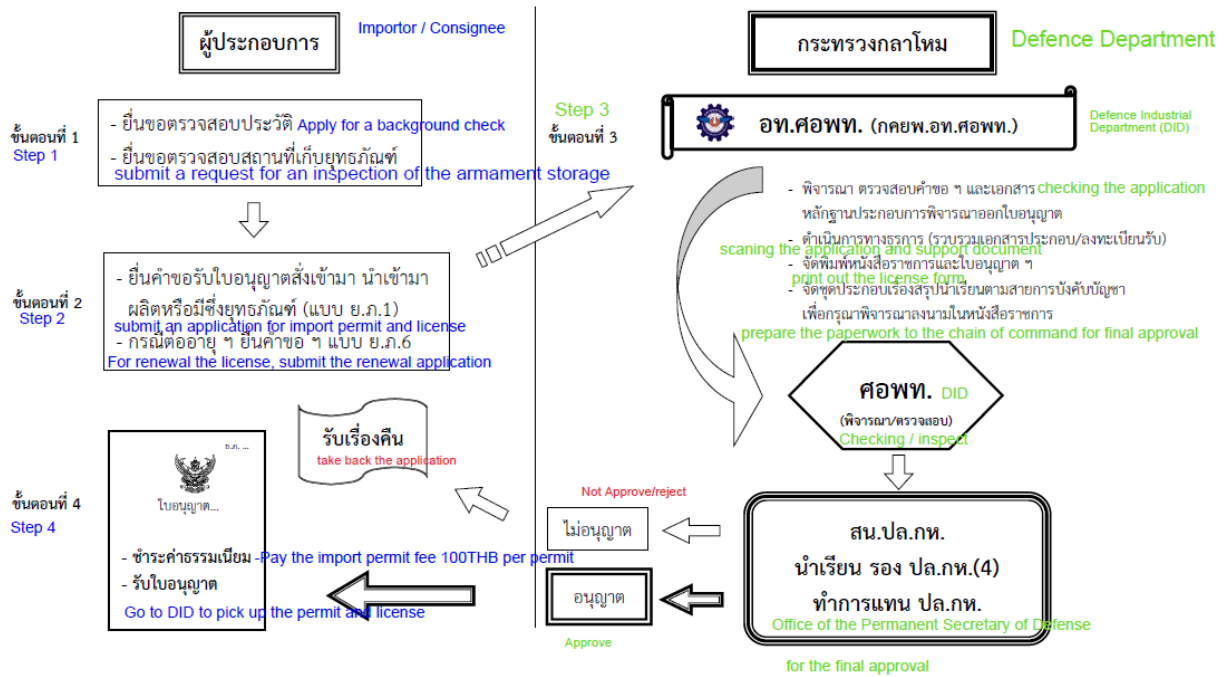 ผู้ประกอบการ
Importor / Consignee
ขั้นตอนที่ 1
Step 1
- ยื่นขอตรวจสอบประวัติ Apply for a background check
- ยื่นขอตรวจสอบสถานที่เก็บยุทธภัณฑ์
submit a request for an inspection of the armament storage
ขั้นตอนที่ 2
Step 2
- ยื่นคำขอรับใบอนุญาตสั่งเข้ามา นำเข้ามา
ผลิตหรือมีซึ่งยุทธภัณฑ์ (แบบ ย.ภ.1)
submit an application for import permit and license
- กรณีต่ออายุ ฯ ยื่นคำขอ ฯ แบบ ย.ภ.6
For renewal the license, submit the renewal application
กระทรวงกลาโหม
Defence Department
Step 3
ขั้นตอนที่ 3
อท.ศอพท. (กคยพ.อท.ศอพท.)
Defence Industrial
Department (DID)
- พิจารณา ตรวจสอบคำขอ ฯ และเอกสาร checking the application
หลักฐานประกอบการพิจารณาออกใบอนุญาต
- ดำเนินการทางธุรการ (รวบรวมเอกสารประกอบ/ลงทะเบียนรับ)
scaning the application and support document
- จัดพิมพ์หนังสือราชการและใบอนุญาต ฯ
print out the license form
- จัดชุดประกอบเรื่องสรุปนำเรียนตามสายการบังคับบัญชา
เพื่อกรุณาพิจารณาลงนามในหนังสือราชการ
prepare the paperwork to the chain of command for final approval
ศอพท. DID
(พิจารณา/ตรวจสอบ)
Checking / inspect
สน.ปล.กห.
นำเรียน รอง ปล.กห.(4)
ทำการแทน ปล.กห.
Office of the Permanent Secretary of Defense
for the final approval
Not Approve/reject
ไม่อนุญาต
อนุญาต
Approve
รับเรื่องคืน
take back the application
ขั้นตอนที่ 4
Step 4
ย.ภ. ...
ใบอนุญาต...
- ชำระค่าธรรมเนียม -Pay the import permit fee 100THB per permit
- รับใบอนุญาต
Go to DID to pick up the permit and license